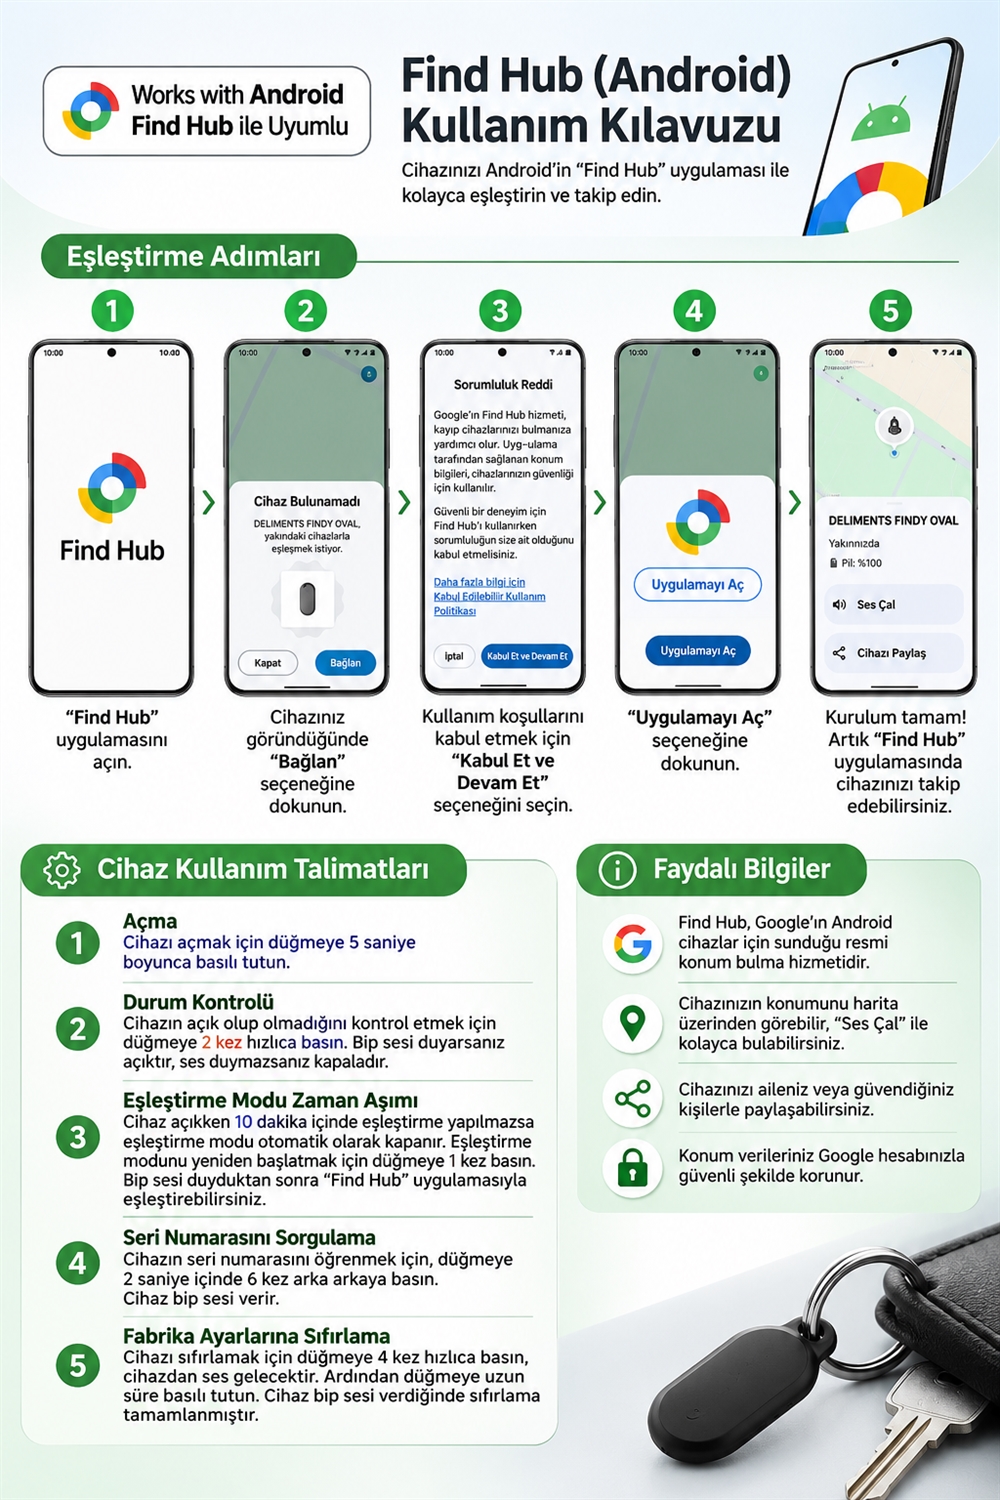 Works with Android
Find Hub ile Uyumlu
Find Hub (Android)
Kullanım Kılavuzu
Cihazınızı Android'in “Find Hub” uygulaması ile
kolayca eşleştirin ve takip edin.
Eşleştirme Adımları
1
10:00
10.00
Find Hub
“Find Hub”
uygulamasını
açın.
2
10:00
Cihaz Bulunamadı
DELIMENTS FINDY OVAL,
yakındaki cihazlarla
eşleşmek istiyor.
Kapat
Bağlan
Cihazınız
göründüğünde
“Bağlan”
seçeneğine
dokunun.
3
10:00
Sorumluluk Reddi
Google'ın Find Hub hizmeti,
kayıp cihazlarınızı bulmanıza
yardımcı olur. Uyg-ulama
tarafından sağlanan konum
bilgileri, cihazlarınızın güvenliği
için kullanılır.
Güvenli bir deneyim için
Find Hub'ı kullanırken
sorumluluğun size ait olduğunu
kabul etmelisiniz.
Daha fazla bilgi için
Kabul Edilebilir Kullanım
Politikası
İptal
Kabul Et ve Devam Et
Kullanım koşullarını
kabul etmek için
“Kabul Et ve
Devam Et”
seçeneğini seçin.
4
10:00
Uygulamayı Aç
Uygulamayı Aç
“Uygulamayı Aç”
seçeneğine
dokunun.
5
10:00
DELIMENTS FINDY OVAL
Yakınnızda
Pil: %100
Ses Çal
Cihazı Paylaş
Kurulum tamam!
Artık “Find Hub”
uygulamasında
cihazınızı takip
edebilirsiniz.
Cihaz Kullanım Talimatları
1
Açma
Cihazı açmak için düğmeye 5 saniye
boyunca basılı tutun.
2
Durum Kontrolü
Cihazın açık olup olmadığını kontrol etmek için
düğmeye 2 kez hızlıca basın. Bip sesi duyarsanız
açıktır, ses duymazsanız kapaladır.
3
Eşleştirme Modu Zaman Aşımı
Cihaz açıkken 10 dakika içinde eşleştirme yapılmazsa
eşleştirme modu otomatik olarak kapanır. Eşleştirme
modunu yeniden başlatmak için düğmeye 1 kez basın.
Bip sesi duyduktan sonra “Find Hub” uygulamasıyla
eşleştirebilirsiniz.
4
Seri Numarasını Sorgulama
Cihazın seri numarasını öğrenmek için, düğmeye
2 saniye içinde 6 kez arka arkaya basın.
Cihaz bip sesi verir.
5
Fabrika Ayarlarına Sıfırlama
Cihazı sıfırlamak için düğmeye 4 kez hızlıca basın,
cihazdan ses gelecektir. Ardından düğmeye uzun
süre basılı tutun. Cihaz bip sesi verdiğinde sıfırlama
tamamlanmıştır.
Faydalı Bilgiler
Find Hub, Google'ın Android
cihazlar için sunduğu resmi
konum bulma hizmetidir.
Cihazınızın konumunu harita
üzerinden görebilir, “Ses Çal” ile
kolayca bulabilirsiniz.
Cihazınızı aileniz veya güvendiğiniz
kişilerle paylaşabilirsiniz.
Konum verileriniz Google hesabınızla
güvenli şekilde korunur.